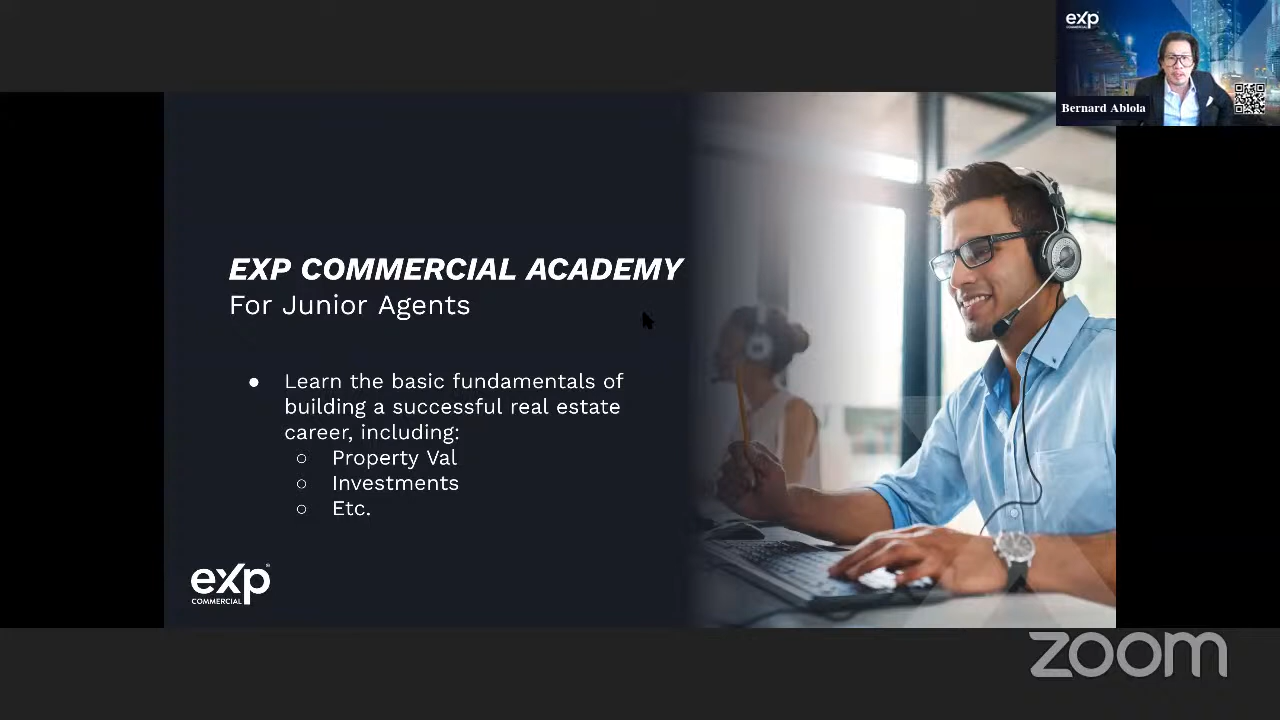 exp
COMMERCIAL
Bernard Ablola
EXP COMMERCIAL ACADEMY
For Junior Agents
● Learn the basic fundamentals of
building a successful real estate
career, including:
○ Property Val
○ Investments
○ Etc.
exp
COMMERCIAL
zoom